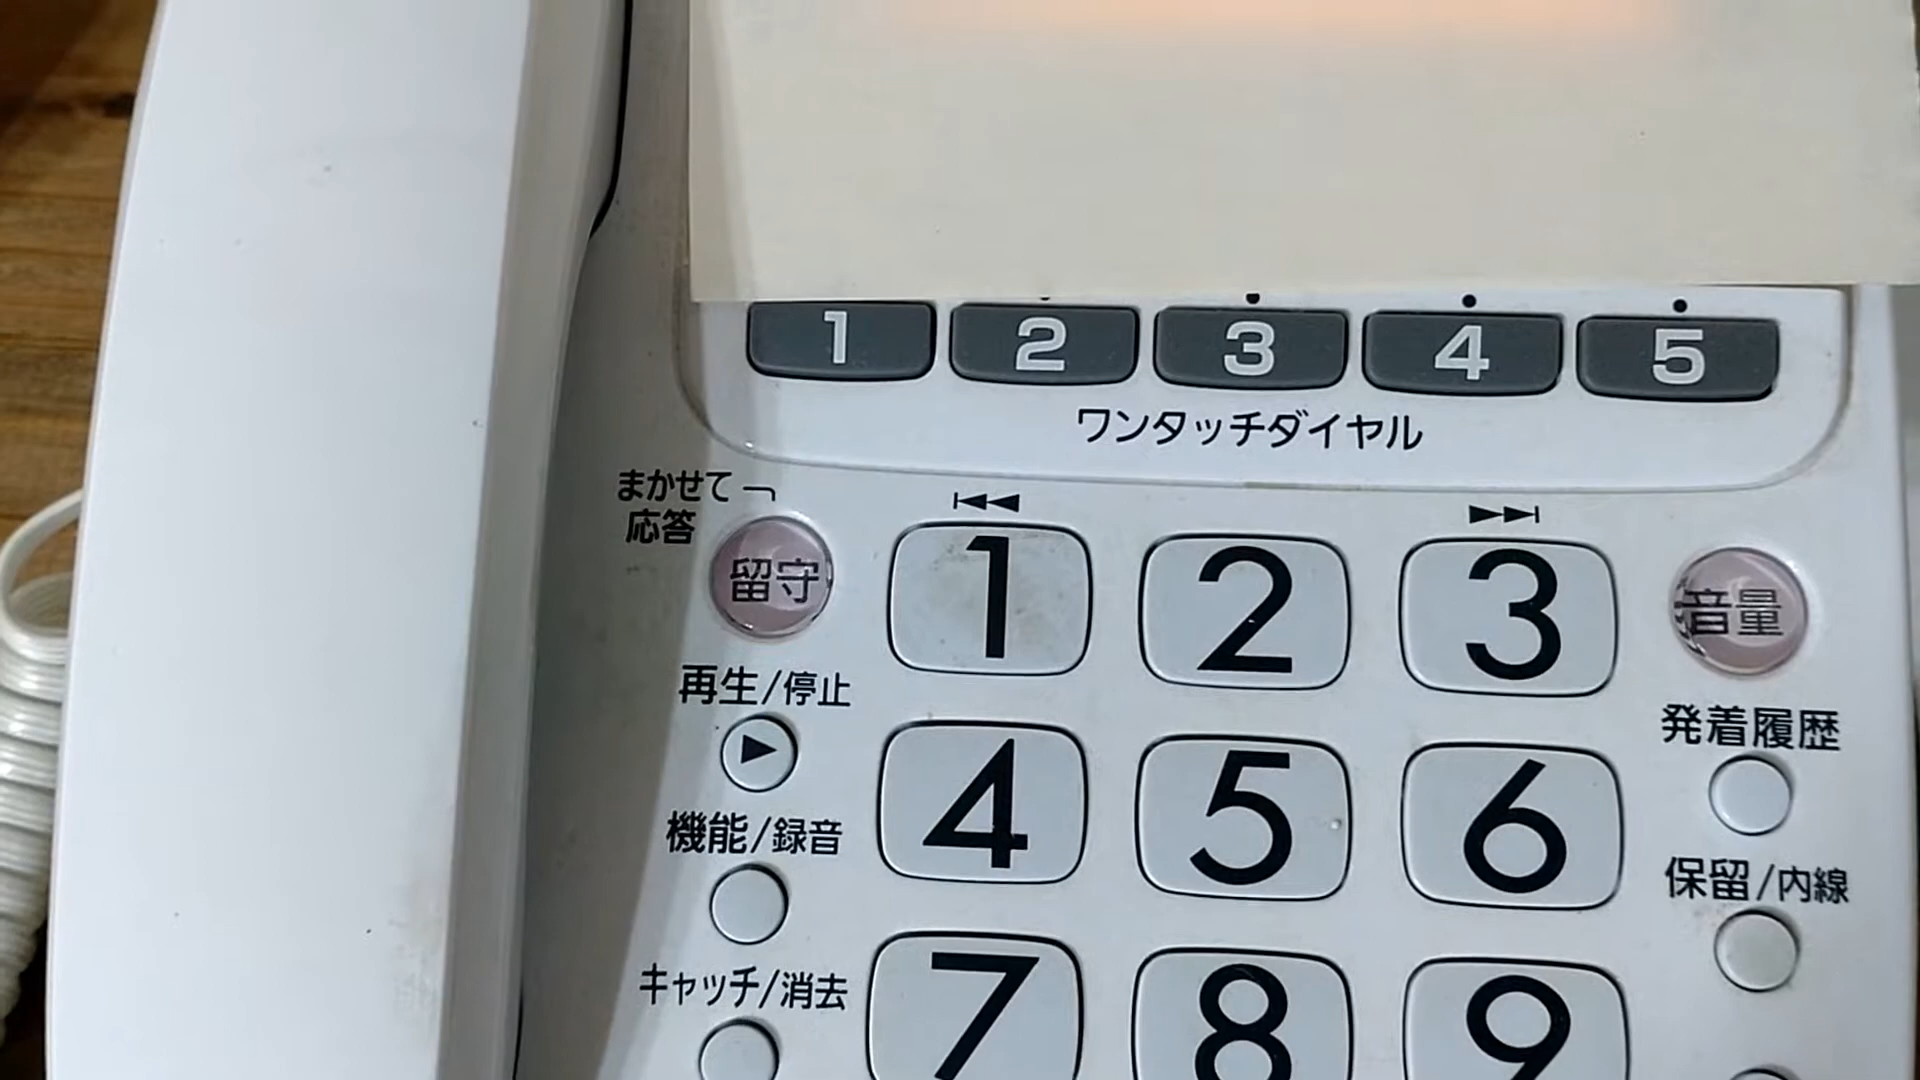 1 2 3 4 5
ワンタッチダイヤル
まかせて
応答
留守
1 2 3
音量
再生/停止
発着履歴
4 5 6
機能/録音
保留/内線
キャッチ/消去
7 8 9